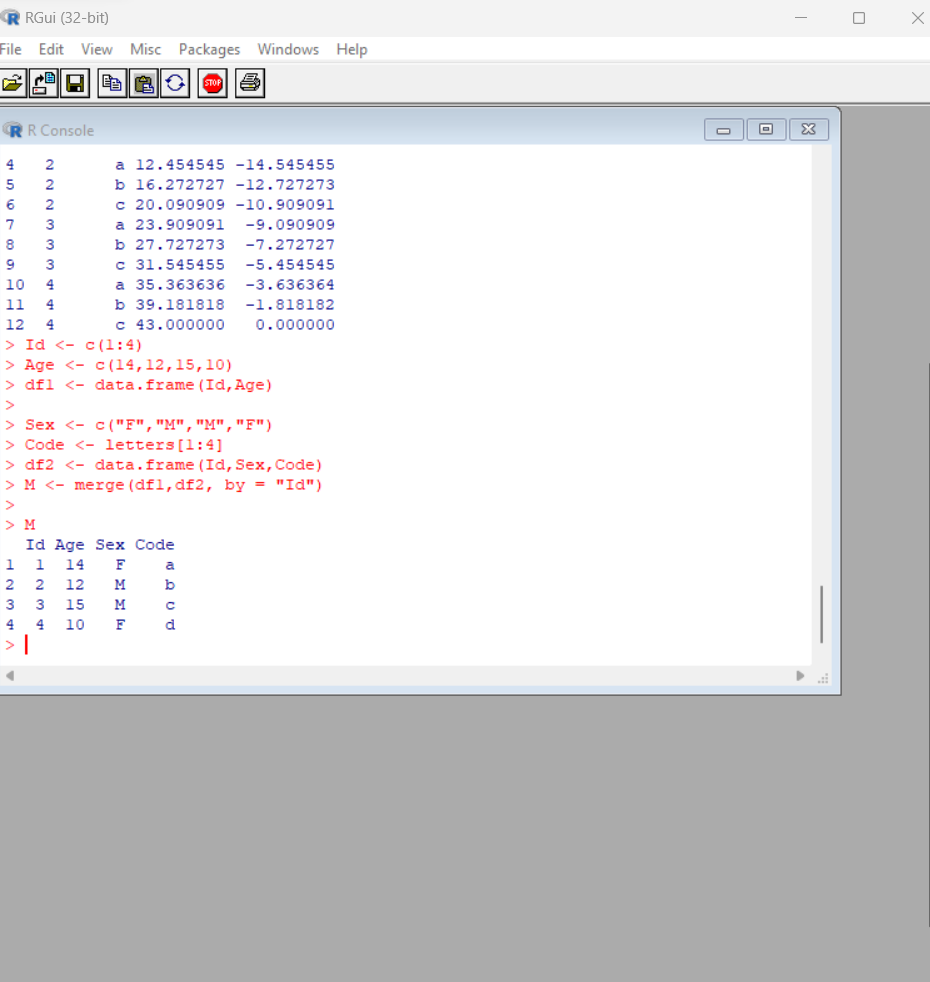 RGui (32-bit)
File Edit View Misc Packages Windows Help
STOP
R Console
4 2 a 12.454545 -14.545455
5 2 b 16.272727 -12.727273
6 2 c 20.090909 -10.909091
7 3 a 23.909091 -9.090909
8 3 b 27.727273 -7.272727
9 3 c 31.545455 -5.454545
10 4 a 35.363636 -3.636364
11 4 b 39.181818 -1.818182
12 4 c 43.000000 0.000000
> Id <- c(1:4)
> Age <- c(14,12,15,10)
> df1 <- data.frame(Id,Age)
>
> Sex <- c("F","M","M","F")
> Code <- letters[1:4]
> df2 <- data.frame(Id,Sex,Code)
> M <- merge(df1,df2, by = "Id")
>
> M
Id Age Sex Code
1 1 14 F a
2 2 12 M b
3 3 15 M c
4 4 10 F d
>